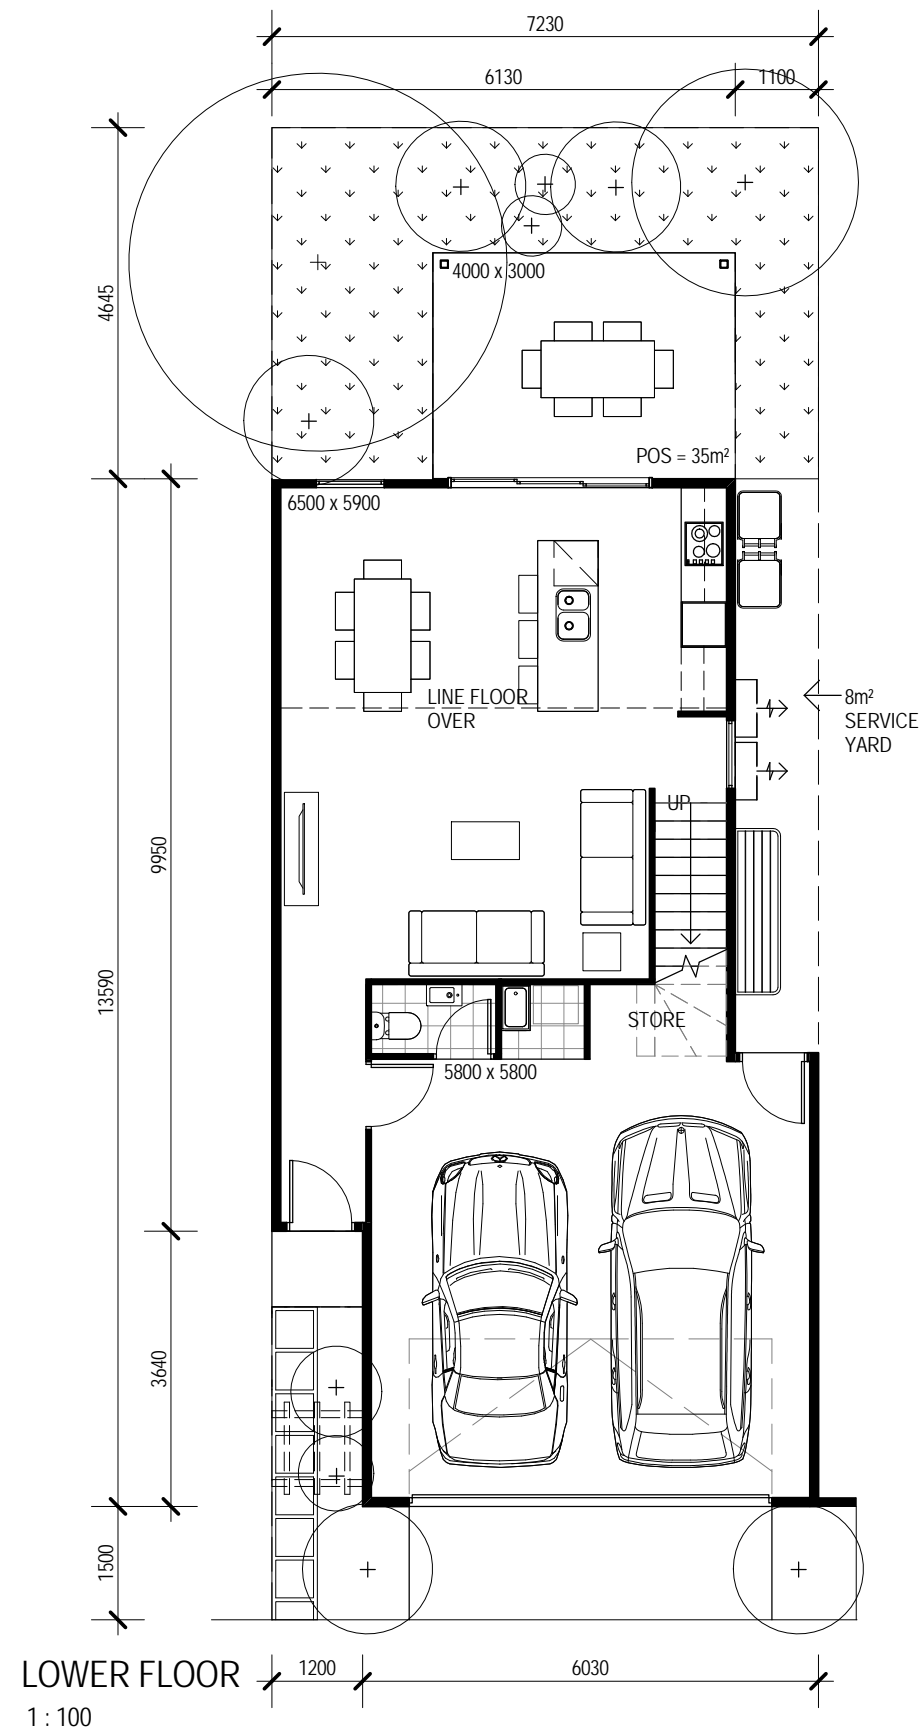 7230
6130
1100
4000 x 3000
4645
POS = 35m²
6500 x 5900
LINE FLOOR
OVER
8m²
SERVICE
YARD
UP
9950
13590
STORE
5800 x 5800
3640
1500
LOWER FLOOR
1 : 100
1200
6030